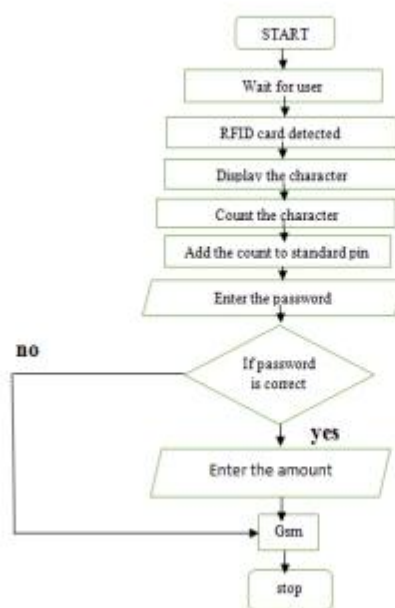 START
Wait for user
RFID card detected
Display the character
Count the character
Add the count to standard pin
Enter the password
If password
is correct
no
yes
Enter the amount
Gsm
stop